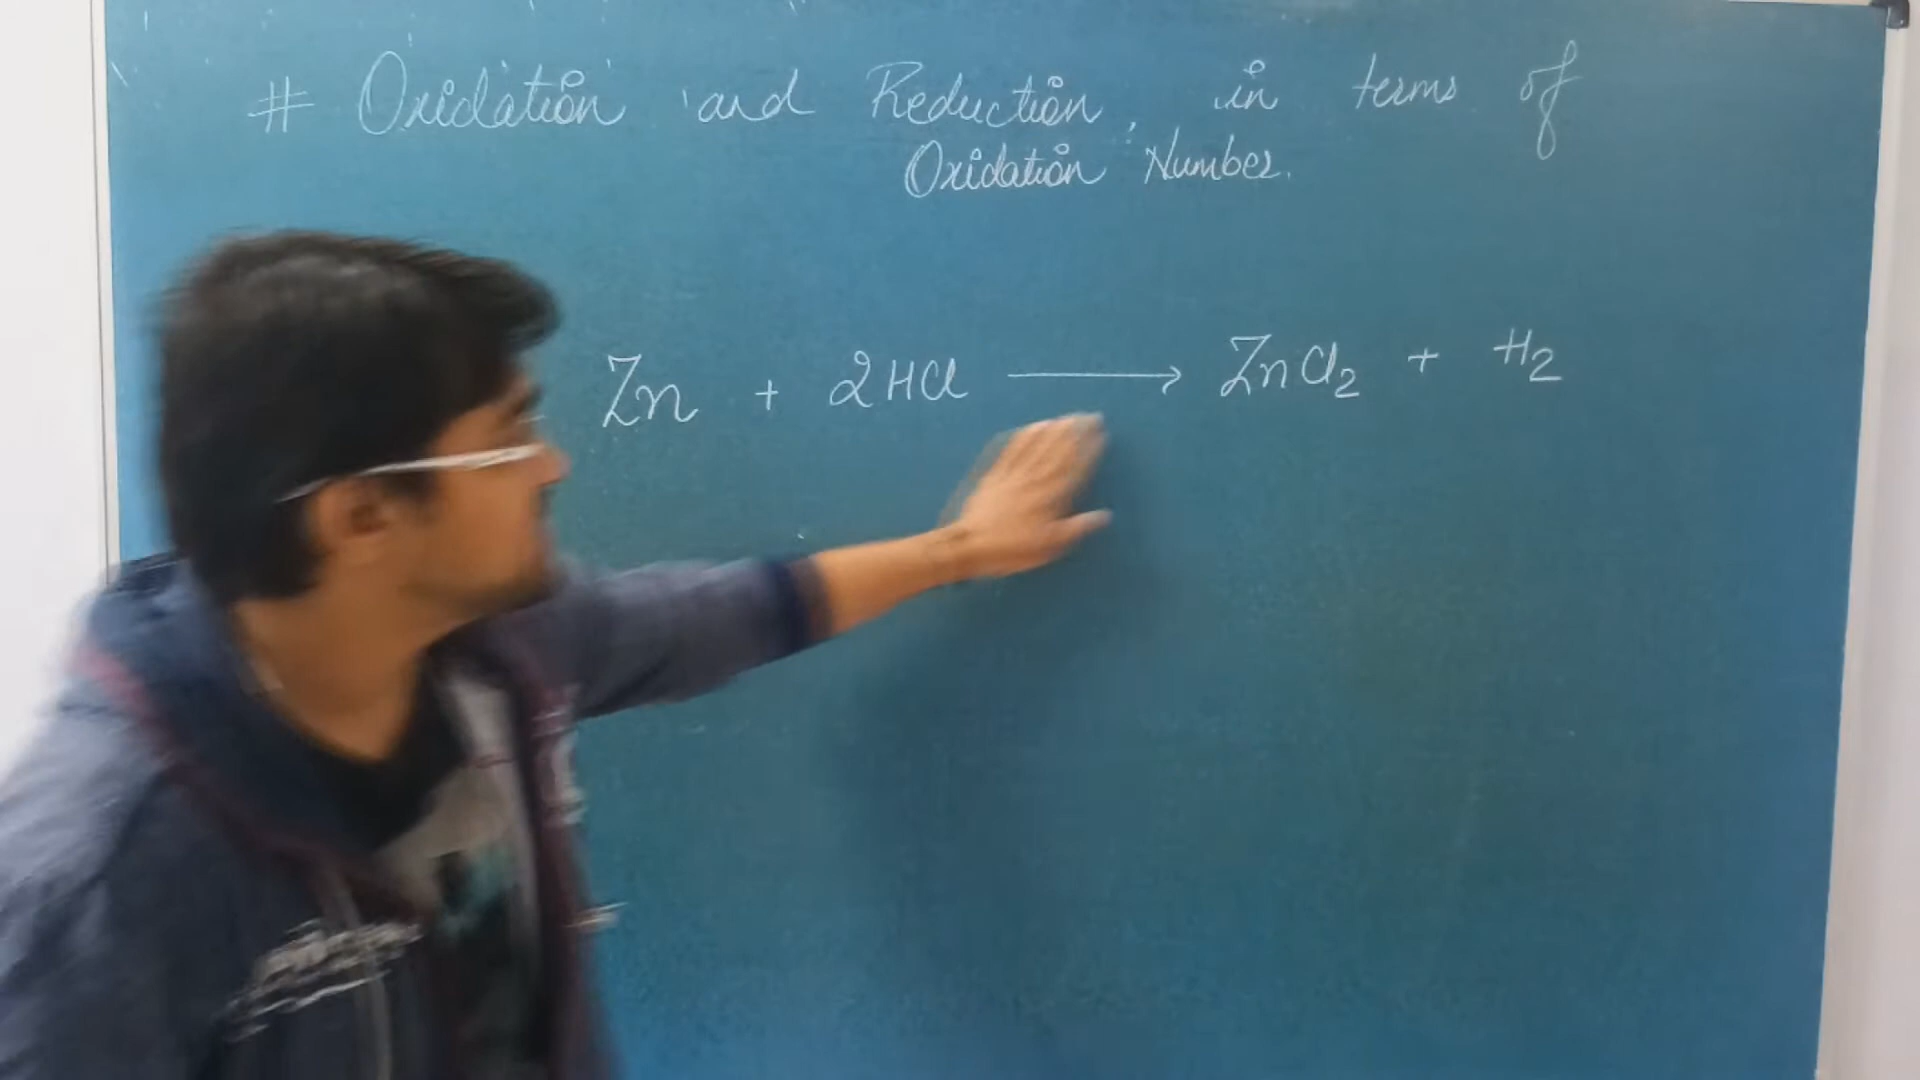 # Oxidation and Reduction in terms of
Oxidation Number.
Zn + 2HCl ⟶ ZnCl₂ + H₂